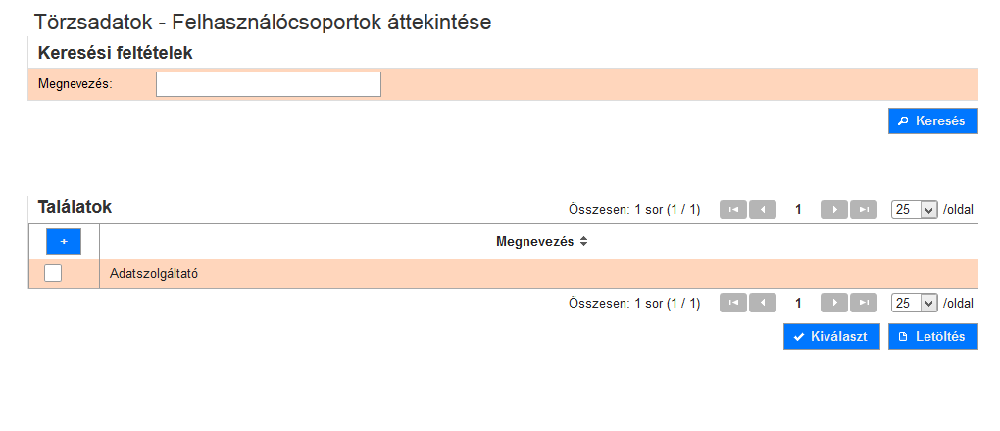 Törzsadatok - Felhasználócsoportok áttekintése
Keresési feltételek
Megnevezés:
Keresés
Találatok
Összesen: 1 sor (1 / 1) 1 25 /oldal
+ Megnevezés
Adatszolgáltató
Összesen: 1 sor (1 / 1) 1 25 /oldal
Kiválaszt Letöltés